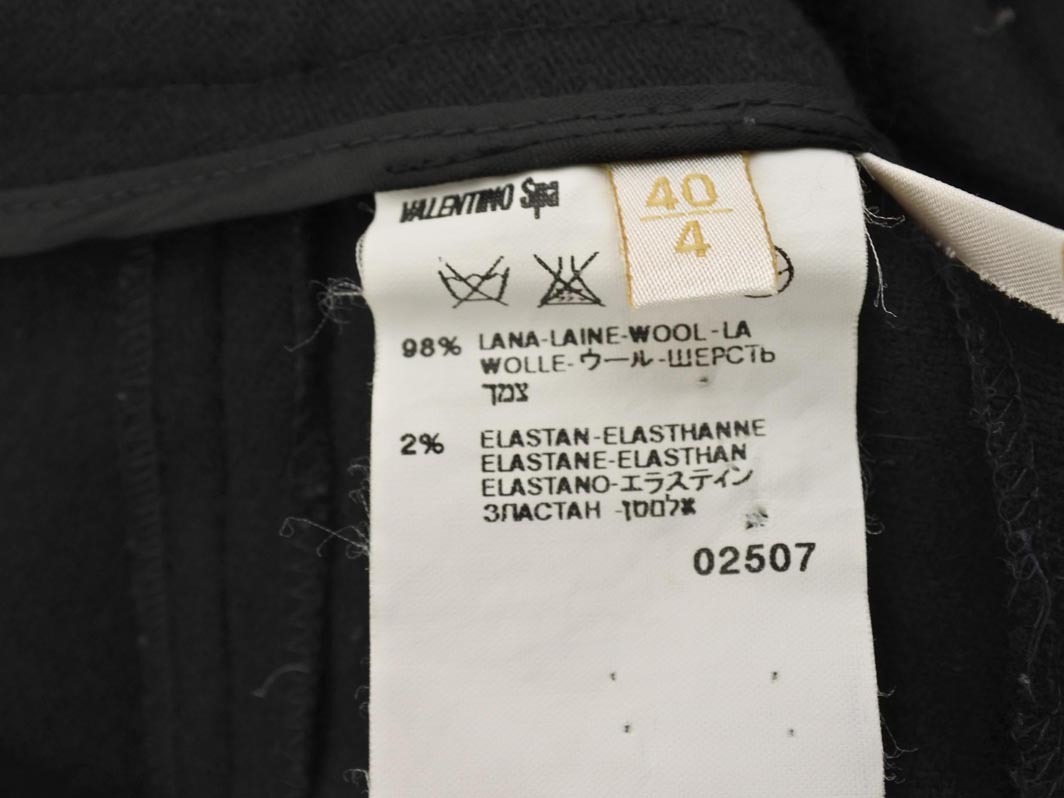 VALENTINO Spa
40
4
98% LANA-LAINE-WOOL-LA
WOLLE-ウール-ШЕРСТЬ
צמר
2% ELASTAN-ELASTHANNE
ELASTANE-ELASTHAN
ELASTANO-エラスティン
ЗПАСТАН -אלסטן
02507